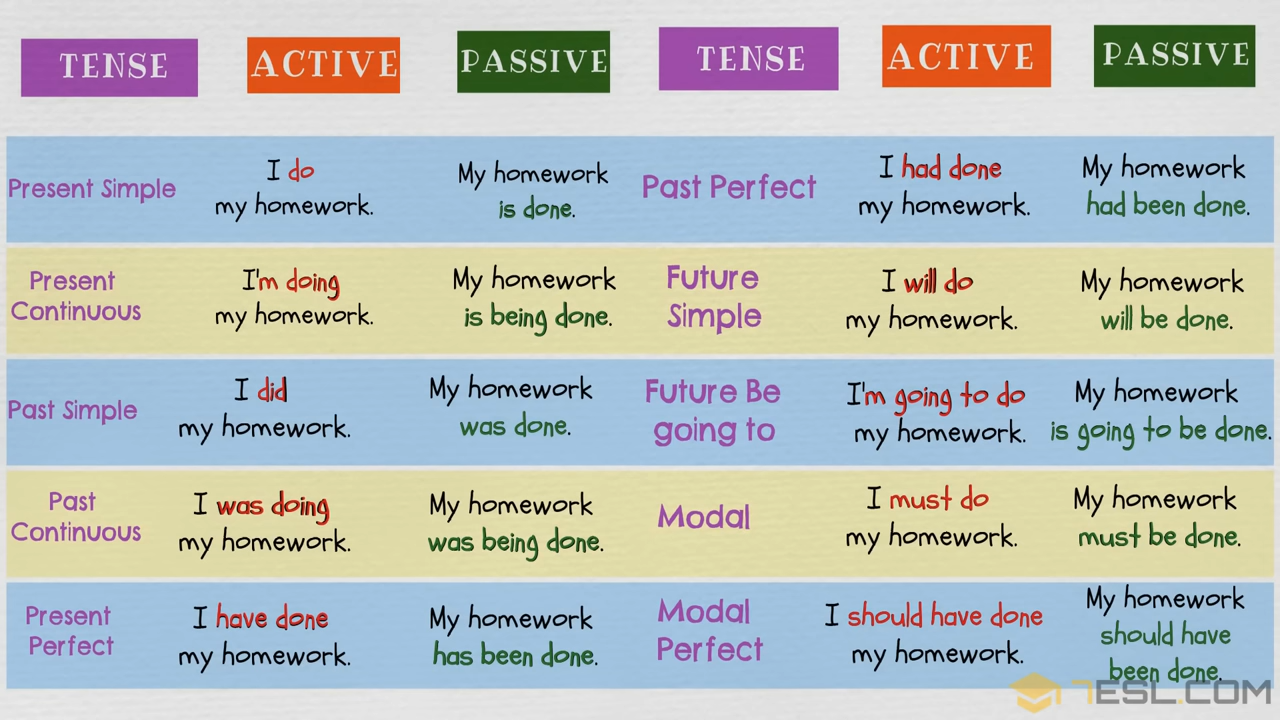 TENSE ACTIVE PASSIVE TENSE ACTIVE PASSIVE
Present Simple
I do
my homework.
My homework
is done.
Past Perfect
I had done
my homework.
My homework
had been done.
Present
Continuous
I'm doing
my homework.
My homework
is being done.
Future
Simple
I will do
my homework.
My homework
will be done.
Past Simple
I did
my homework.
My homework
was done.
Future Be
going to
I'm going to do
my homework.
My homework
is going to be done.
Past
Continuous
I was doing
my homework.
My homework
was being done.
Modal
I must do
my homework.
My homework
must be done.
Present
Perfect
I have done
my homework.
My homework
has been done.
Modal
Perfect
I should have done
my homework.
My homework
should have
been done.
7ESL.COM